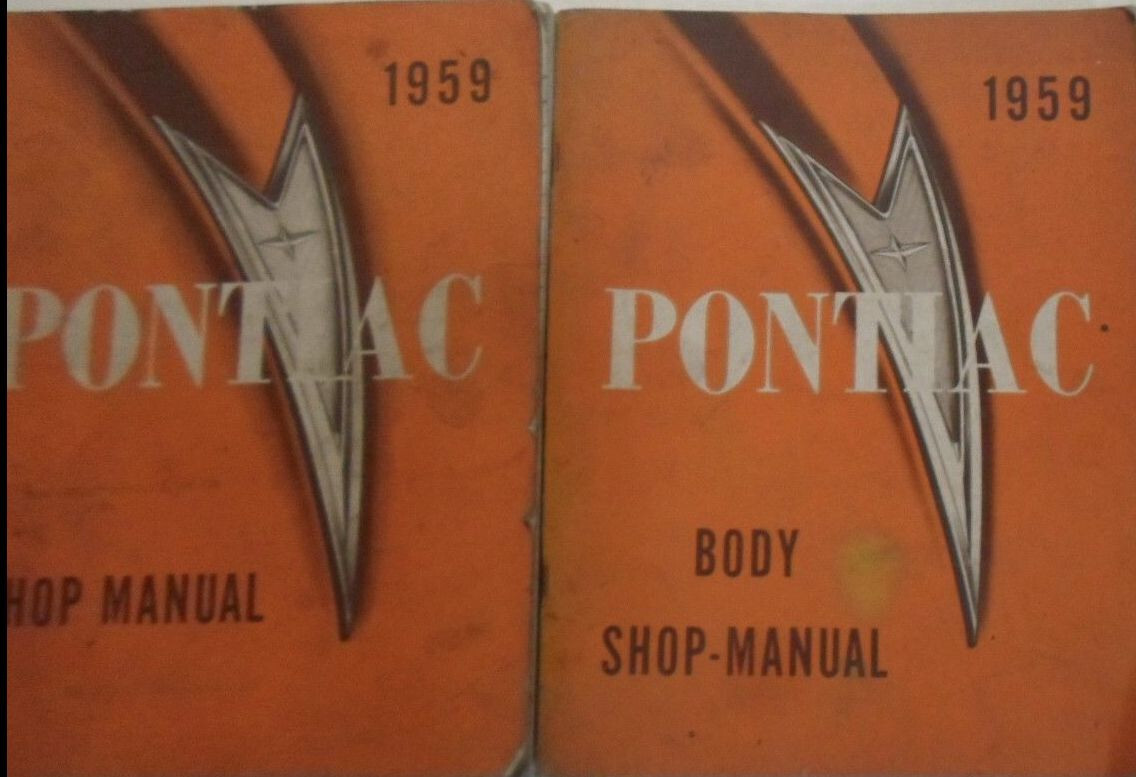 1959
PONTIAC
HOP MANUAL
1959
PONTIAC
BODY
SHOP-MANUAL